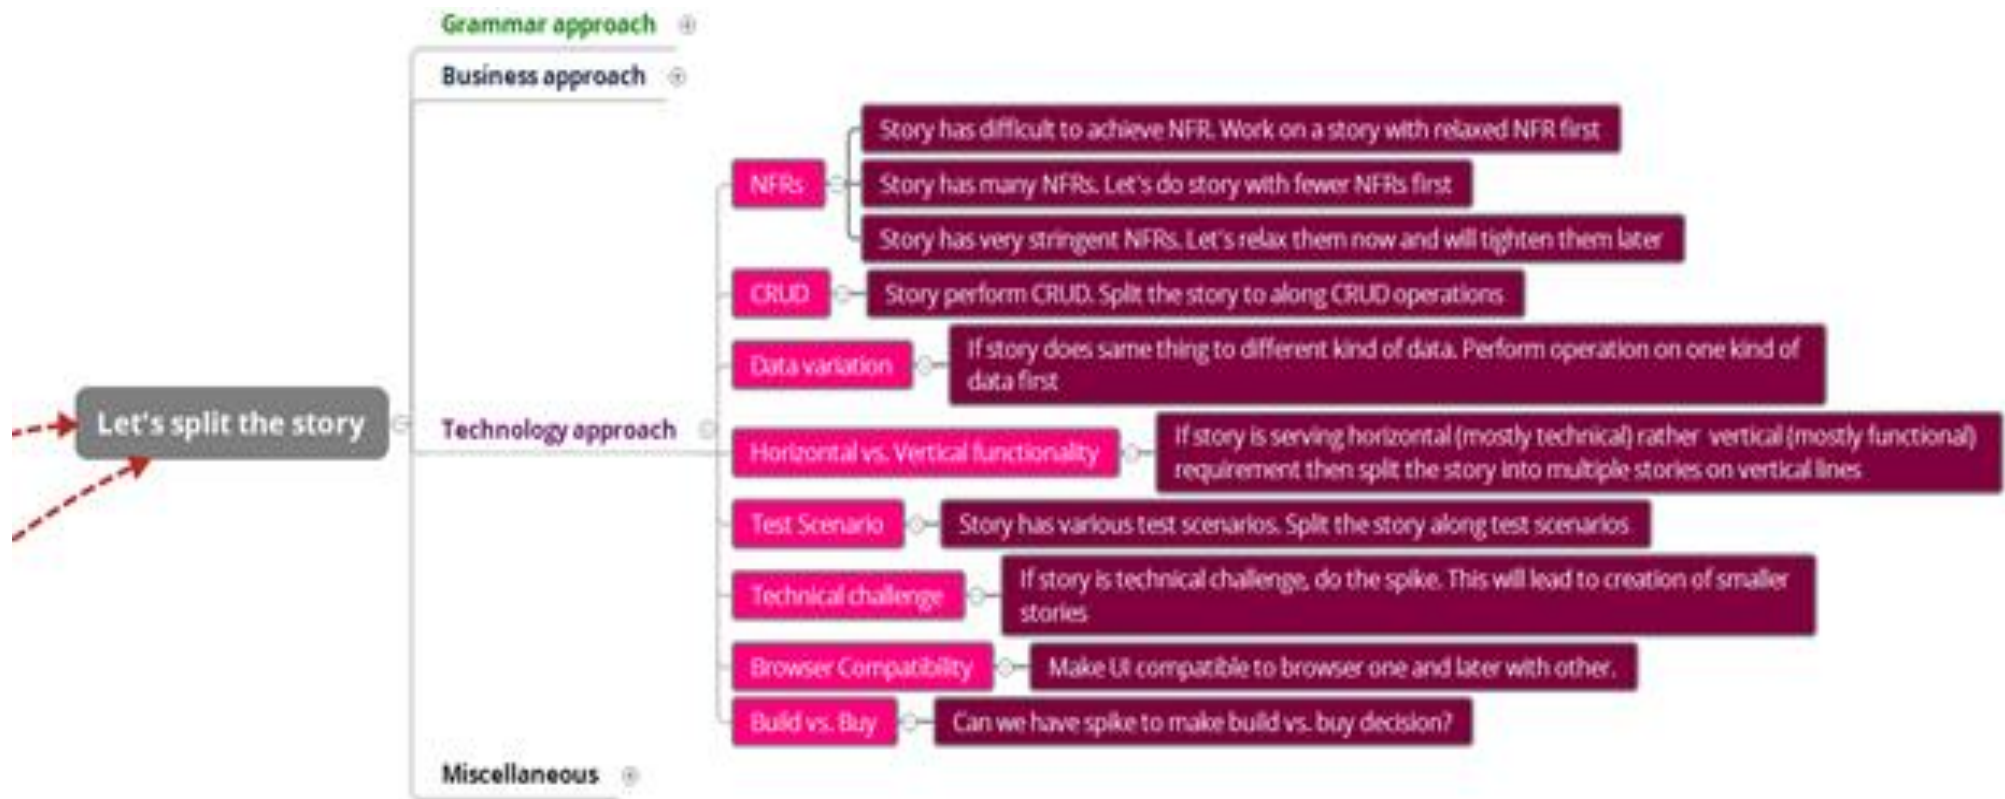 Grammar approach
Business approach
Story has difficult to achieve NFR. Work on a story with relaxed NFR first
NFRs
Story has many NFRs. Let's do story with fewer NFRs first
Story has very stringent NFRs. Let's relax them now and will tighten them later
CRUD
Story perform CRUD. Split the story to along CRUD operations
Data variation
If story does same thing to different kind of data. Perform operation on one kind of
data first
Let's split the story
Technology approach
Horizontal vs. Vertical functionality
If story is serving horizontal (mostly technical) rather vertical (mostly functional)
requirement then split the story into multiple stories on vertical lines
Test Scenario
Story has various test scenarios. Split the story along test scenarios
Technical challenge
If story is technical challenge, do the spike. This will lead to creation of smaller
stories
Browser Compatibility
Make UI compatible to browser one and later with other.
Build vs. Buy
Can we have spike to make build vs. buy decision?
Miscellaneous